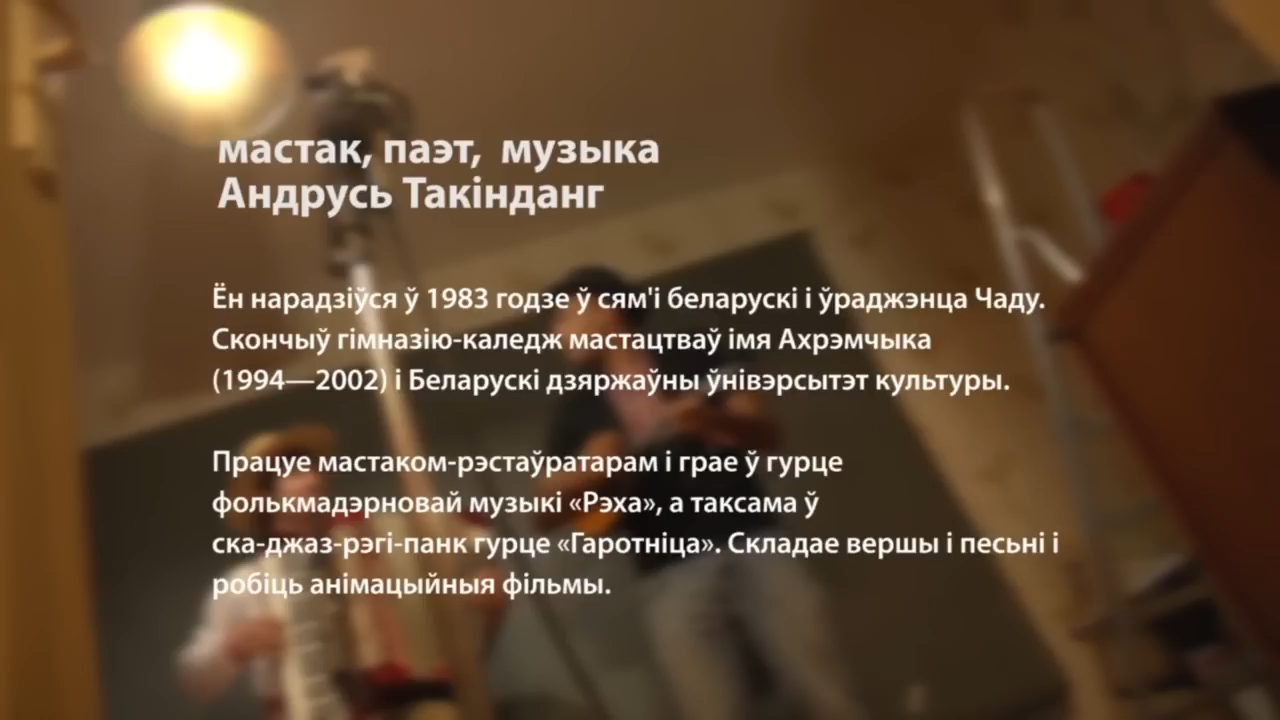 мастак, паэт, музыка
Андрусь Такінданг
Ён нарадзіўся ў 1983 годзе ў сям'і беларускі і ўраджэнца Чаду.
Скончыў гімназію-каледж мастацтваў імя Ахрэмчыка
(1994—2002) і Беларускі дзяржаўны ўнівэрсытэт культуры.
Працуе мастаком-рэстаўратарам і грае ў гурце
фолькмадэрновай музыкі «Рэха», а таксама ў
ска-джаз-рэгі-панк гурце «Гаротніца». Складае вершы і песьні і
робіць анімацыйныя фільмы.